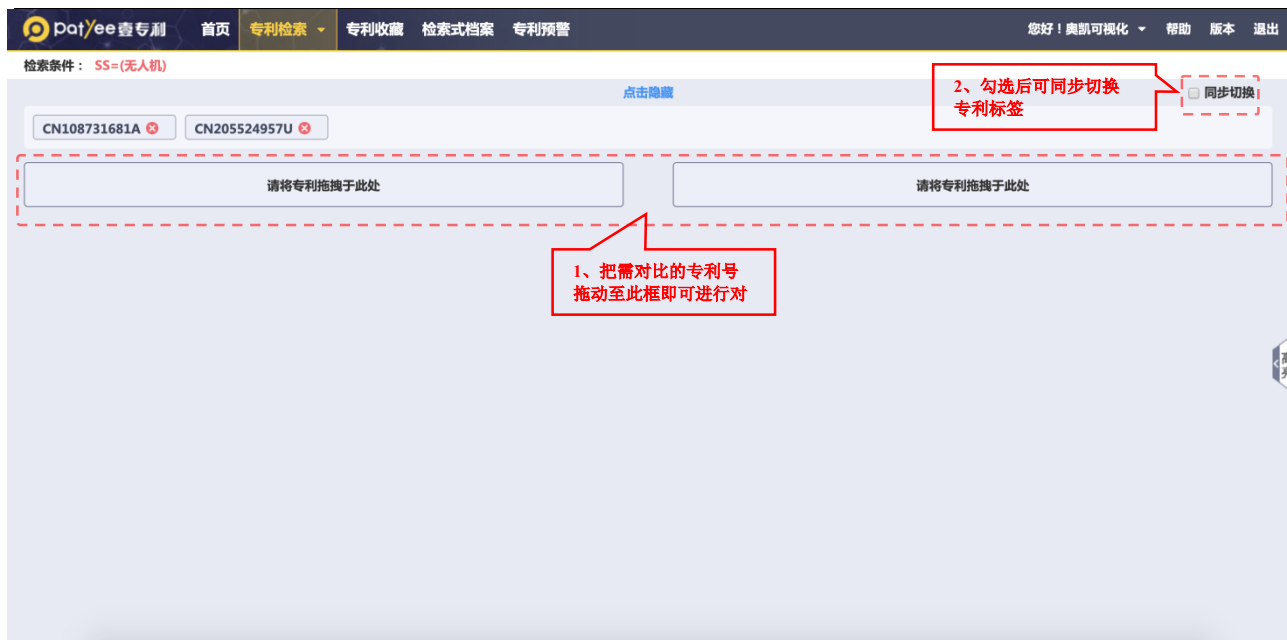 patyee壹专利 首页 专利检索 专利收藏 检索式档案 专利预警 您好！奥凯可视化 帮助 版本 退出
检索条件： SS=(无人机)
点击隐藏
2、勾选后可同步切换
专利标签
同步切换
CN108731681A CN205524957U
请将专利拖拽于此处 请将专利拖拽于此处
1、把需对比的专利号
拖动至此框即可进行对